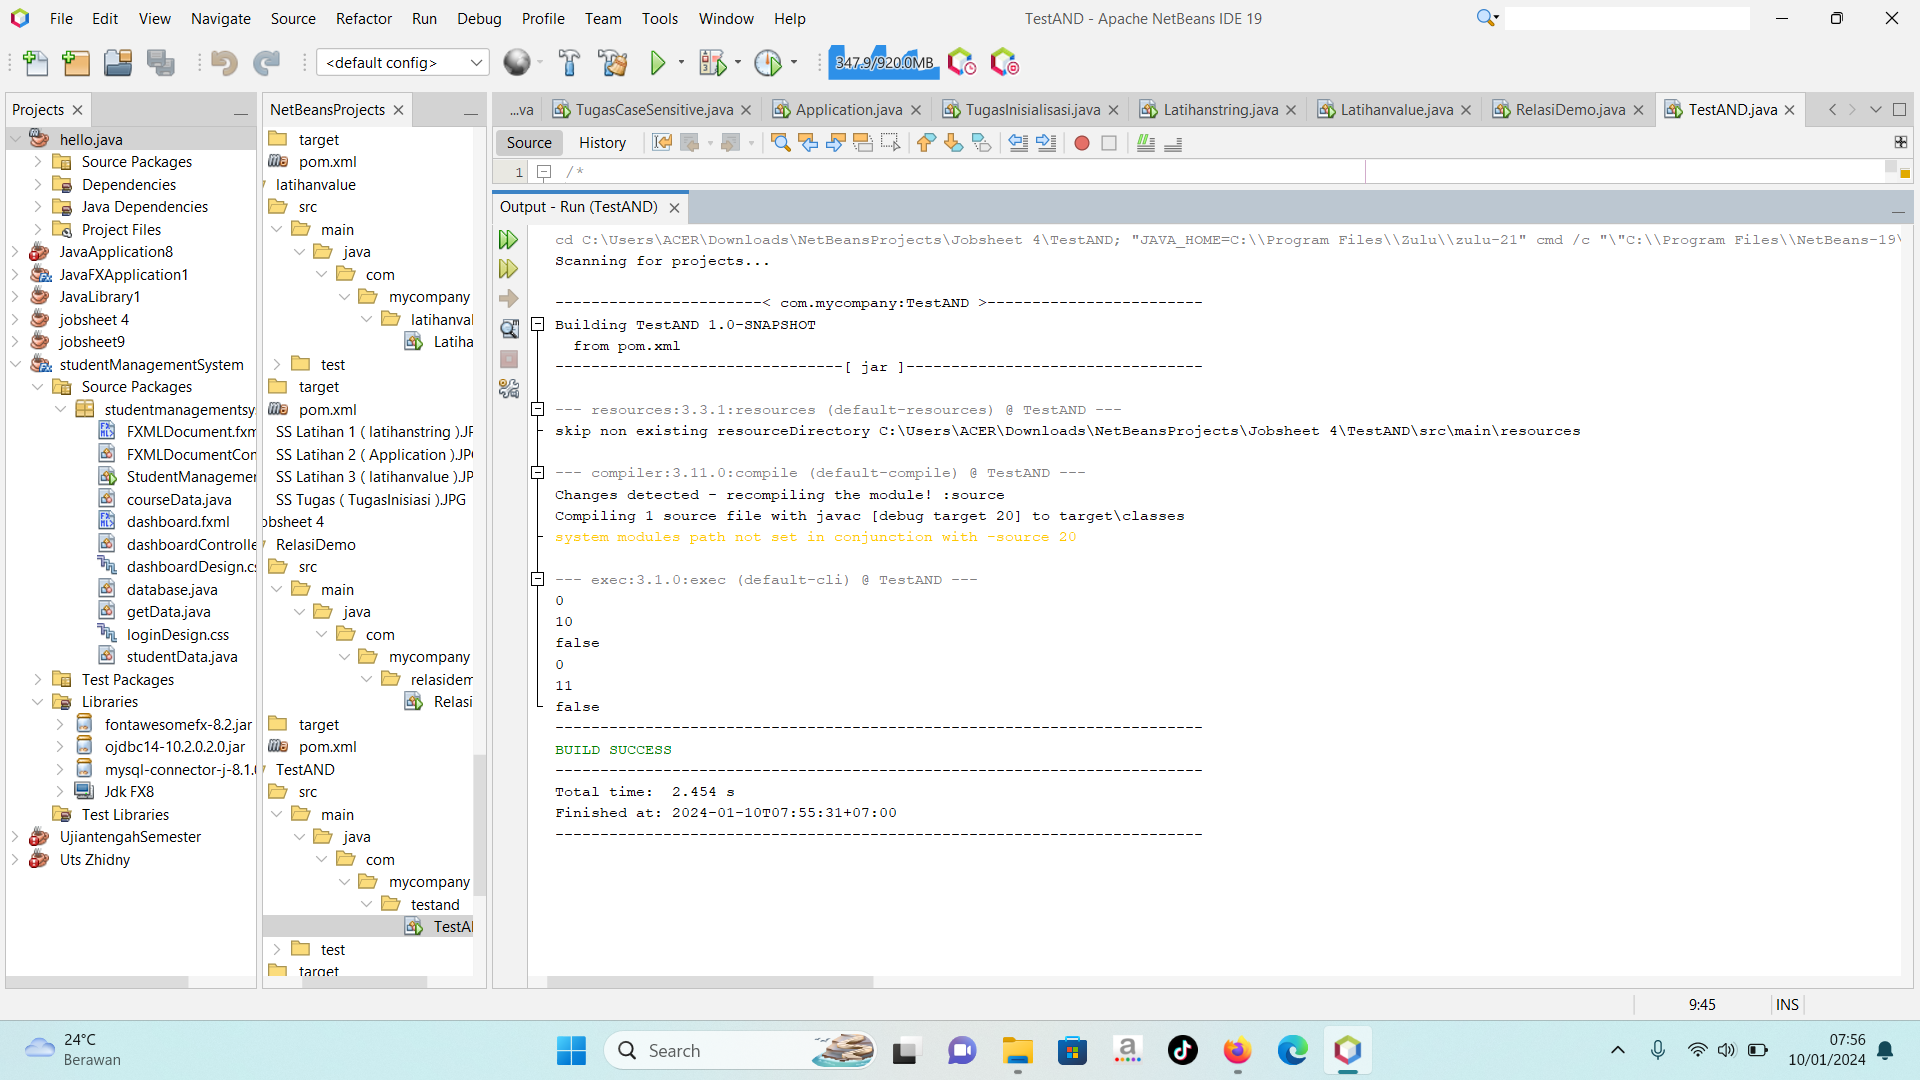 File Edit View Navigate Source Refactor Run Debug Profile Team Tools Window Help
TestAND - Apache NetBeans IDE 19
<default config>
347.9/920.0MB
Projects
NetBeansProjects
...va
TugasCaseSensitive.java
Application.java
TugasInisialisasi.java
Latihanstring.java
Latihanvalue.java
RelasiDemo.java
TestAND.java
Source History
1 /*
hello.java
Source Packages
Dependencies
Java Dependencies
Project Files
JavaApplication8
JavaFXApplication1
JavaLibrary1
jobsheet 4
jobsheet9
studentManagementSystem
Source Packages
studentmanagementsy
FXMLDocument.fxm
FXMLDocumentCon
StudentManagemen
courseData.java
dashboard.fxml
dashboardControlle
dashboardDesign.cs
database.java
getData.java
loginDesign.css
studentData.java
Test Packages
Libraries
fontawesomefx-8.2.jar
ojdbc14-10.2.0.2.0.jar
mysql-connector-j-8.1.0
Jdk FX8
Test Libraries
UjiantengahSemester
Uts Zhidny
target
pom.xml
latihanvalue
src
main
java
com
mycompany
latihanval
Latiha
test
target
pom.xml
SS Latihan 1 ( latihanstring ).JP
SS Latihan 2 ( Application ).JP
SS Latihan 3 ( latihanvalue ).JP
SS Tugas ( TugasInisiasi ).JPG
obsheet 4
RelasiDemo
src
main
java
com
mycompany
relasidem
Relasi
target
pom.xml
TestAND
src
main
java
com
mycompany
testand
TestAN
test
target
Output - Run (TestAND)
cd C:\Users\ACER\Downloads\NetBeansProjects\Jobsheet 4\TestAND; "JAVA_HOME=C:\\Program Files\\Zulu\\zulu-21" cmd /c "\"C:\\Program Files\\NetBeans-19\
Scanning for projects...
-----------------------< com.mycompany:TestAND >------------------------
Building TestAND 1.0-SNAPSHOT
from pom.xml
--------------------------------[ jar ]---------------------------------
--- resources:3.3.1:resources (default-resources) @ TestAND ---
skip non existing resourceDirectory C:\Users\ACER\Downloads\NetBeansProjects\Jobsheet 4\TestAND\src\main\resources
--- compiler:3.11.0:compile (default-compile) @ TestAND ---
Changes detected - recompiling the module! :source
Compiling 1 source file with javac [debug target 20] to target\classes
system modules path not set in conjunction with -source 20
--- exec:3.1.0:exec (default-cli) @ TestAND ---
0
10
false
0
11
false
------------------------------------------------------------------------
BUILD SUCCESS
------------------------------------------------------------------------
Total time:  2.454 s
Finished at: 2024-01-10T07:55:31+07:00
------------------------------------------------------------------------
9:45 INS
24°C
Berawan
Search
07:56
10/01/2024